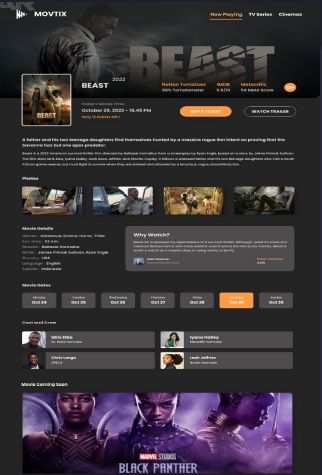 MOVTIX
Now Playing TV Series Cinemas
BEAST
BEAST 2022
Rotten Tomatoes IMDB Metacritic
68% Tomatometer 5.6/10 54 Meta Score
Today's Movies Time:
October 29, 2022 - 18.45 PM
Only 12 tickets left!
BUY A TICKET
WATCH TRAILER
BEAST
A father and his two teenage daughters find themselves hunted by a massive rogue lion intent on proving that the
Savanna has but one apex predator.
Beast is a 2022 American survival thriller film directed by Baltasar Kormákur from a screenplay by Ryan Engle, based on a story by Jaime Primak Sullivan.
The film stars Idris Elba, Iyana Halley, Leah Jeffries, and Sharlto Copley. It follows a widowed father and his two teenage daughters who visit a South
African game reserve, but must fight to survive when they are stalked and attacked by a ferocious, rogue, bloodthirsty lion.
Photos
Movie Details
Genres : Adventure, Drama, Horror, Thriller
Run Time : 93 min
Director : Baltasar Kormakur
Writer : Jaime Primak Sullivan, Ryan Engle
Country : USA
Language : English
Subtitle : Indonesia
Why Watch?
Movie Dates
Monday
Oct 24
Tuesday
Oct 25
Wednesday
Oct 26
Thursday
Oct 27
Friday
Oct 28
Saturday
Oct 29
Sunday
Oct 30
Cast and Crew
Idris Elba
Dr. Nate Samuels
Iyana Halley
Meredith Samuels
Leah Jeffries
Norah Samuels
Movie Coming Soon
MARVEL STUDIOS
BLACK PANTHER